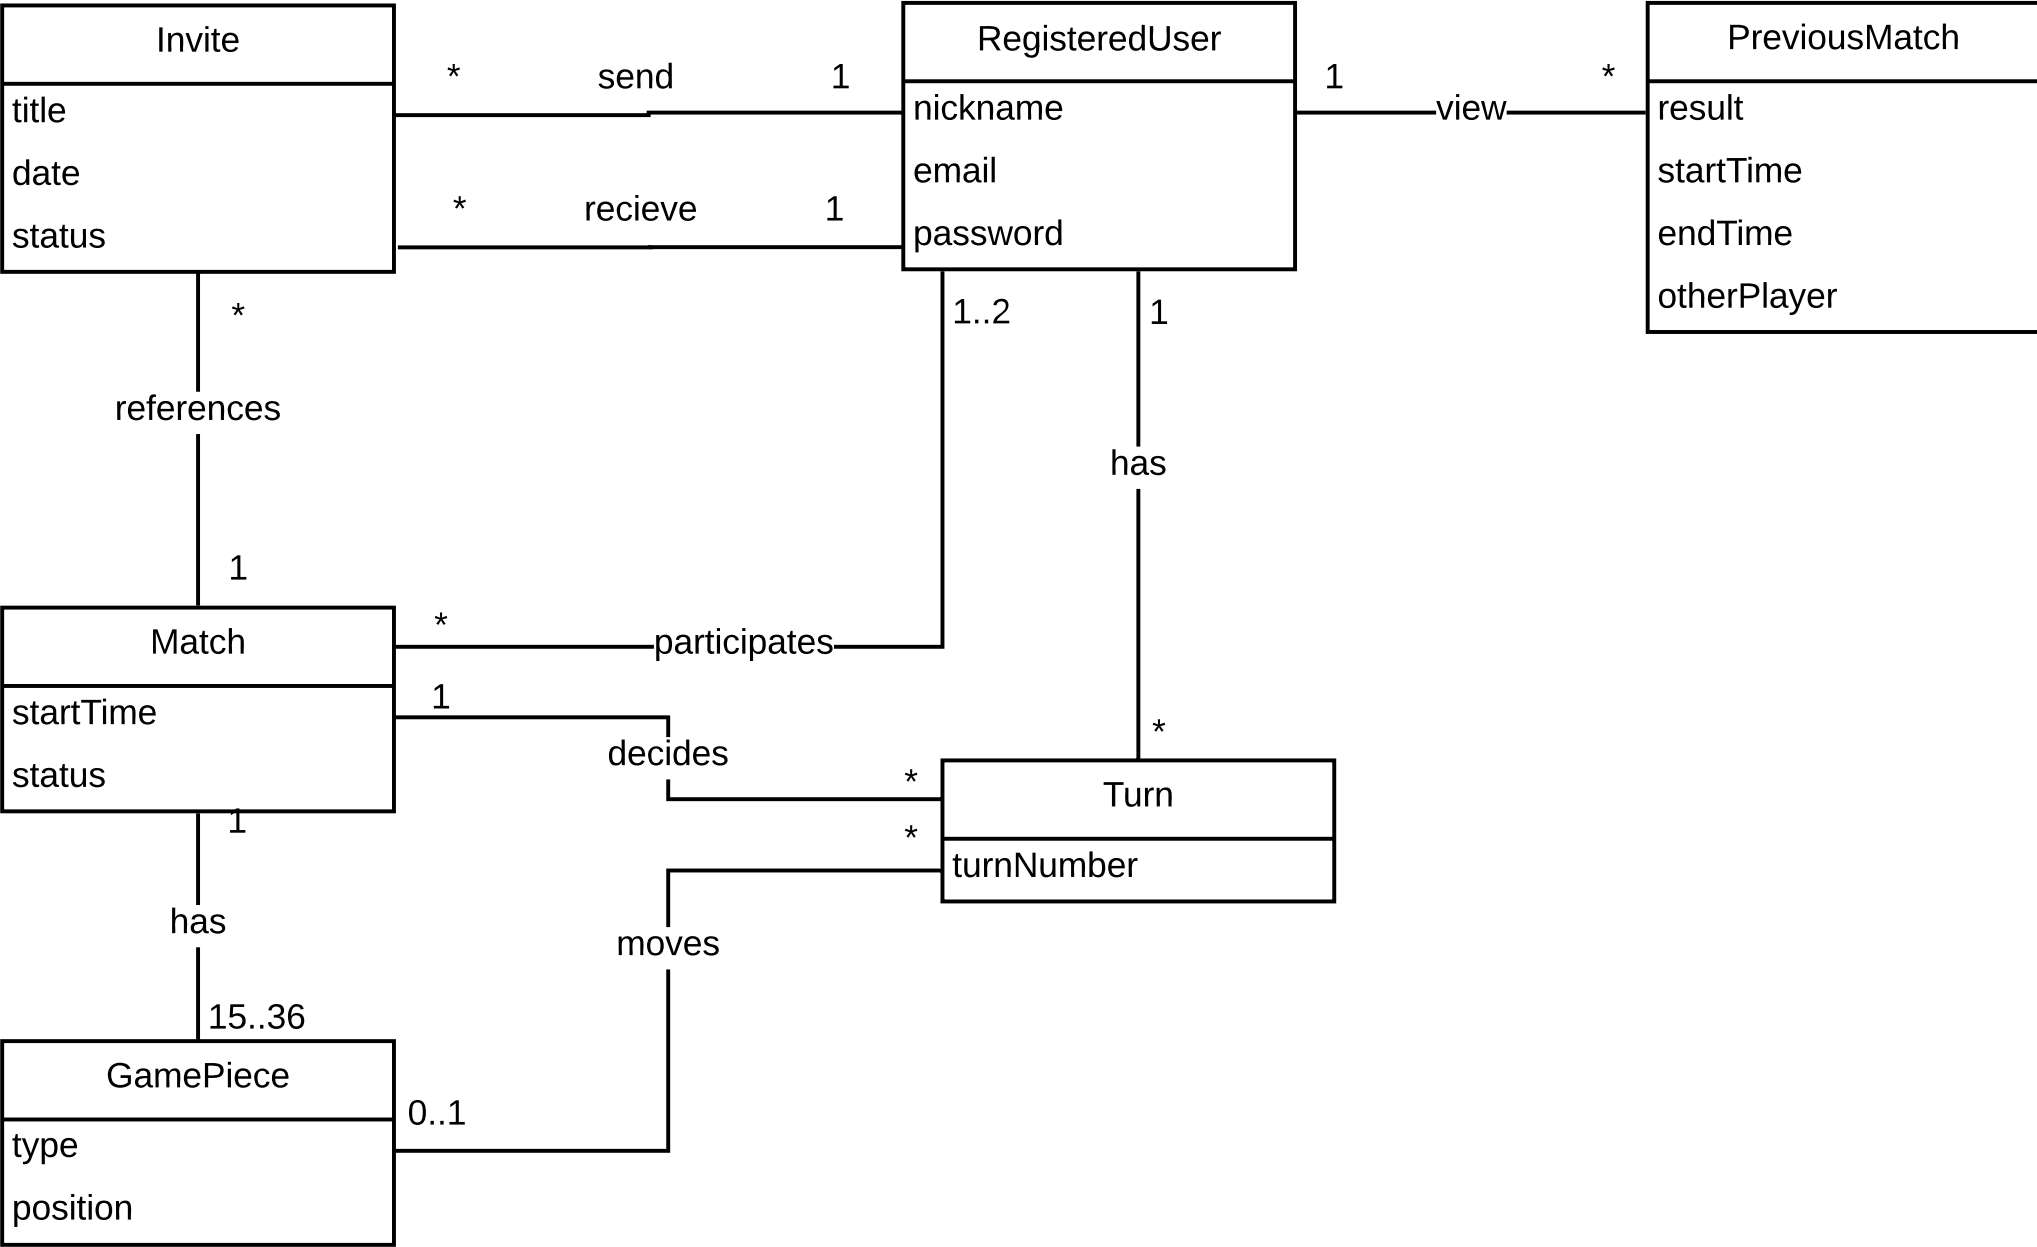 Invite
title
date
status
* send 1
* recieve 1
RegisteredUser
nickname
email
password
1 view *
PreviousMatch
result
startTime
endTime
otherPlayer
*
references
1
1..2
participates
*
1
has
*
Match
startTime
status
1
decides
*
Turn
turnNumber
*
moves
0..1
1
has
15..36
GamePiece
type
position